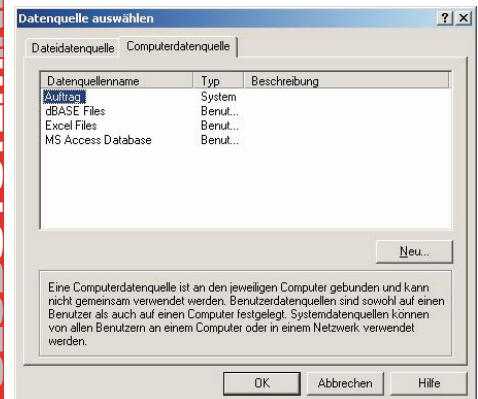 Datenquelle auswählen
Dateidatenquelle Computerdatenquelle
Datenquellenname Typ Beschreibung
Auftrag System
dBASE Files Benut...
Excel Files Benut...
MS Access Database Benut...
Neu...
Eine Computerdatenquelle ist an den jeweiligen Computer gebunden und kann
nicht gemeinsam verwendet werden. Benutzerdatenquellen sind sowohl auf einen
Benutzer als auch auf einen Computer festgelegt. Systemdatenquellen können
von allen Benutzern an einem Computer oder in einem Netzwerk verwendet
werden.
OK Abbrechen Hilfe